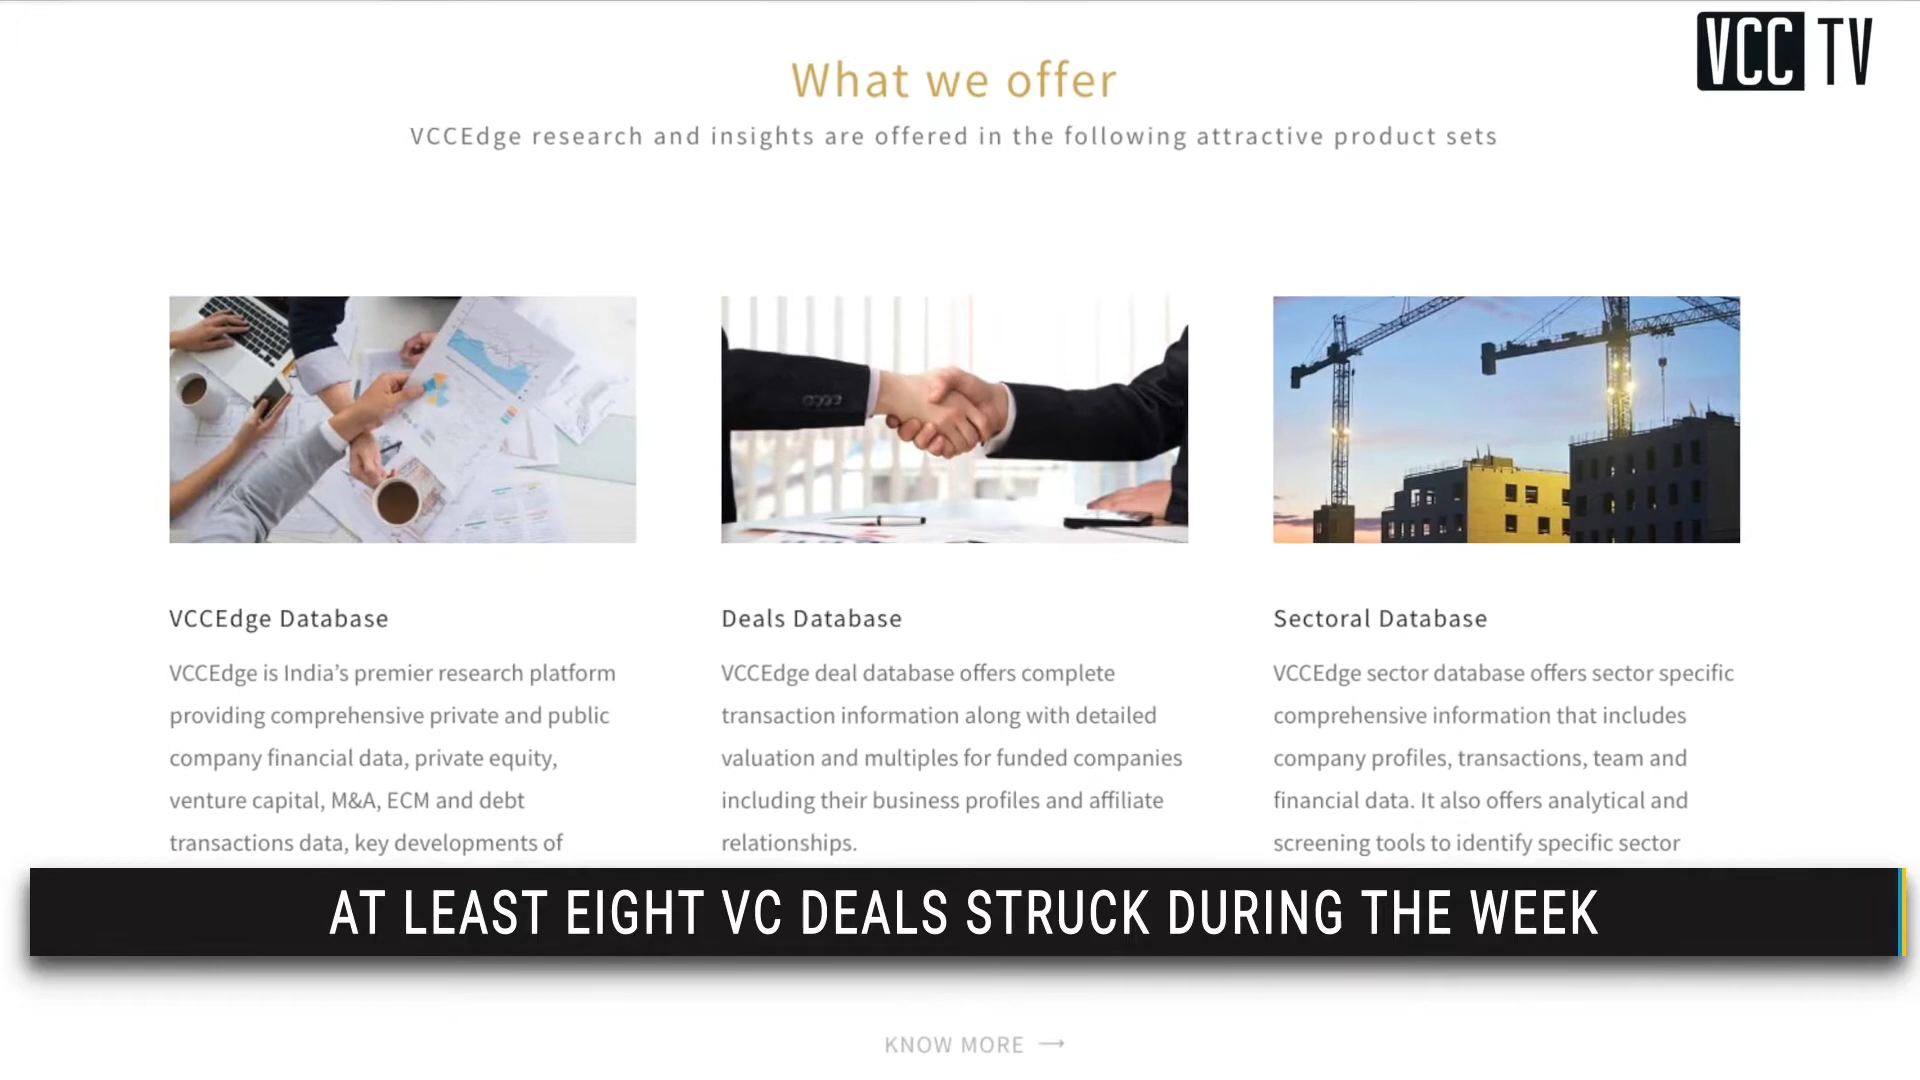 VCC TV
What we offer
VCCEdge research and insights are offered in the following attractive product sets
VCCEdge Database
VCCEdge is India’s premier research platform
providing comprehensive private and public
company financial data, private equity,
venture capital, M&A, ECM and debt
transactions data, key developments of
Deals Database
VCCEdge deal database offers complete
transaction information along with detailed
valuation and multiples for funded companies
including their business profiles and affiliate
relationships.
Sectoral Database
VCCEdge sector database offers sector specific
comprehensive information that includes
company profiles, transactions, team and
financial data. It also offers analytical and
screening tools to identify specific sector
AT LEAST EIGHT VC DEALS STRUCK DURING THE WEEK
KNOW MORE →